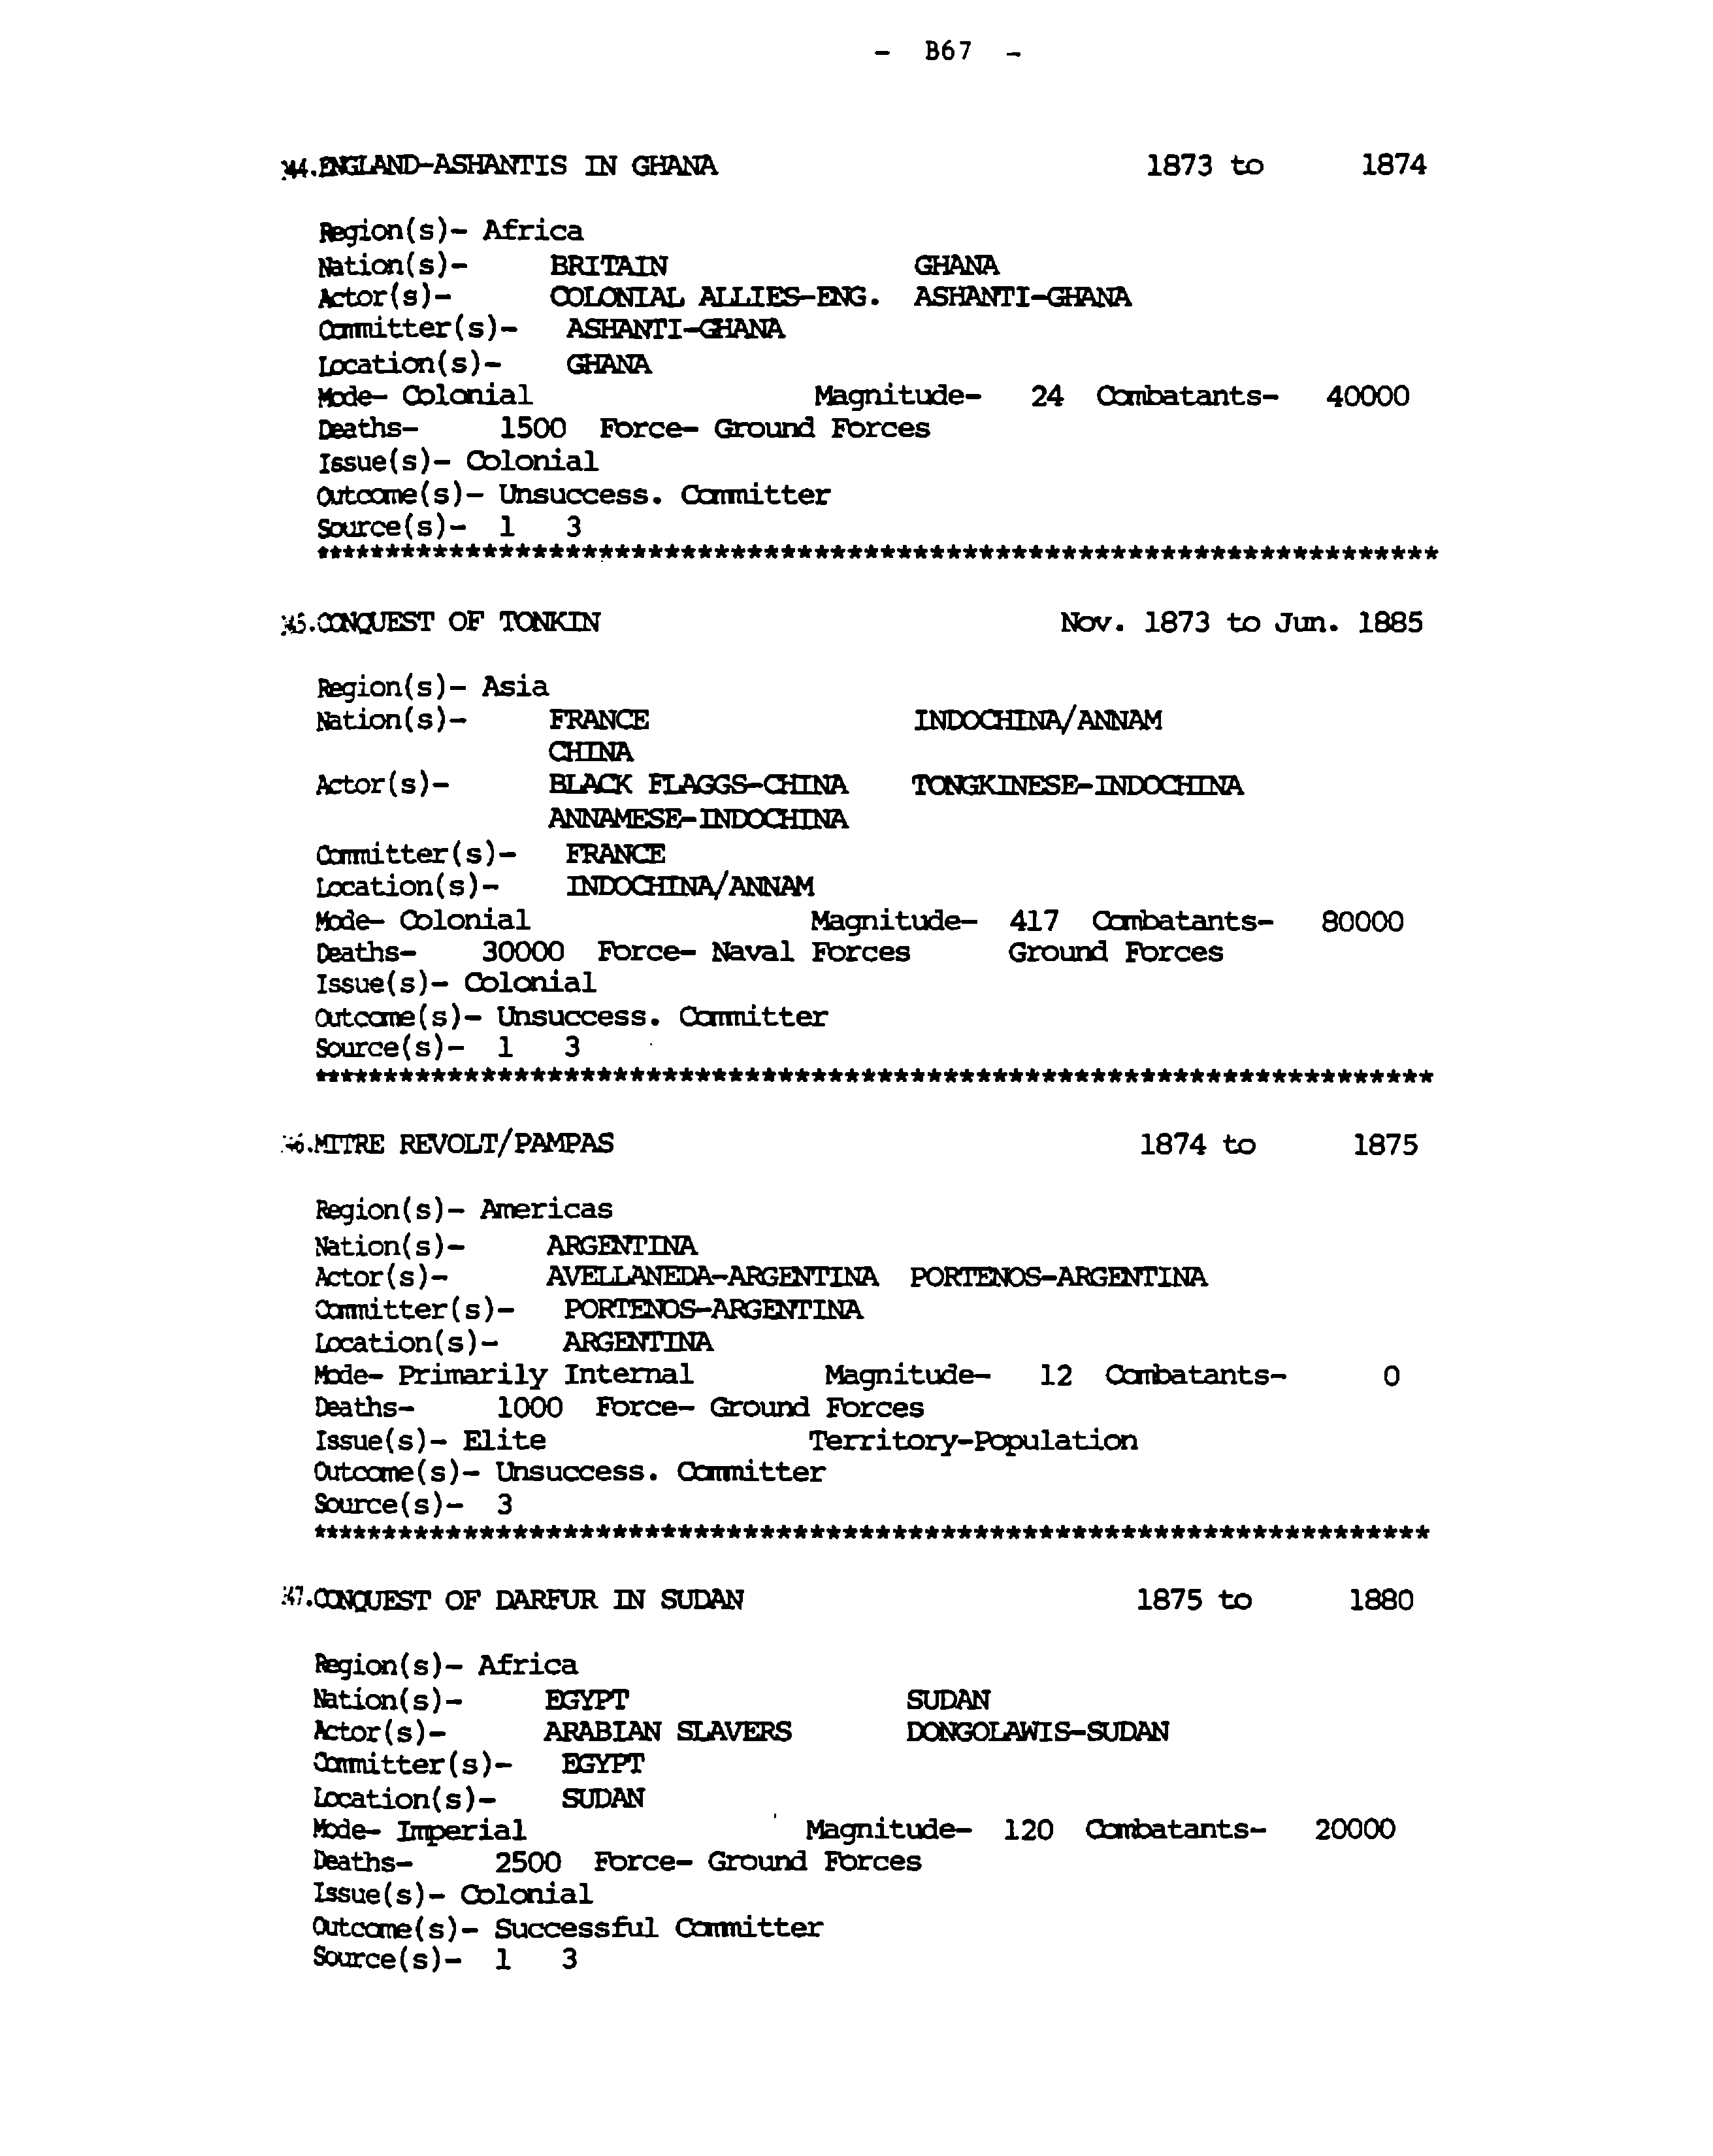 - B67 -
44.ENGLAND-ASHANTIS IN GHANA 1873 to 1874
Region(s)- Africa
Nation(s)- BRITAIN GHANA
Actor(s)- COLONIAL ALLIES-ENG. ASHANTI-GHANA
Committer(s)- ASHANTI-GHANA
Location(s)- GHANA
Mode- Colonial Magnitude- 24 Combatants- 40000
Deaths- 1500 Force- Ground Forces
Issue(s)- Colonial
Outcome(s)- Unsuccess. Committer
Source(s)- 1 3
********************************************************************
45.CONQUEST OF TONKIN Nov. 1873 to Jun. 1885
Region(s)- Asia
Nation(s)- FRANCE INDOCHINA/ANNAM
CHINA
Actor(s)- BLACK FLAGGS-CHINA TONGKINESE-INDOCHINA
ANNAMESE-INDOCHINA
Committer(s)- FRANCE
Location(s)- INDOCHINA/ANNAM
Mode- Colonial Magnitude- 417 Combatants- 80000
Deaths- 30000 Force- Naval Forces Ground Forces
Issue(s)- Colonial
Outcome(s)- Unsuccess. Committer
Source(s)- 1 3
********************************************************************
46.MITRE REVOLT/PAMPAS 1874 to 1875
Region(s)- Americas
Nation(s)- ARGENTINA
Actor(s)- AVELLANEDA-ARGENTINA PORTENOS-ARGENTINA
Committer(s)- PORTENOS-ARGENTINA
Location(s)- ARGENTINA
Mode- Primarily Internal Magnitude- 12 Combatants- 0
Deaths- 1000 Force- Ground Forces
Issue(s)- Elite Territory-Population
Outcome(s)- Unsuccess. Committer
Source(s)- 3
********************************************************************
47.CONQUEST OF DARFUR IN SUDAN 1875 to 1880
Region(s)- Africa
Nation(s)- EGYPT SUDAN
Actor(s)- ARABIAN SLAVERS DONGOLAWIS-SUDAN
Committer(s)- EGYPT
Location(s)- SUDAN
Mode- Imperial Magnitude- 120 Combatants- 20000
Deaths- 2500 Force- Ground Forces
Issue(s)- Colonial
Outcome(s)- Successful Committer
Source(s)- 1 3